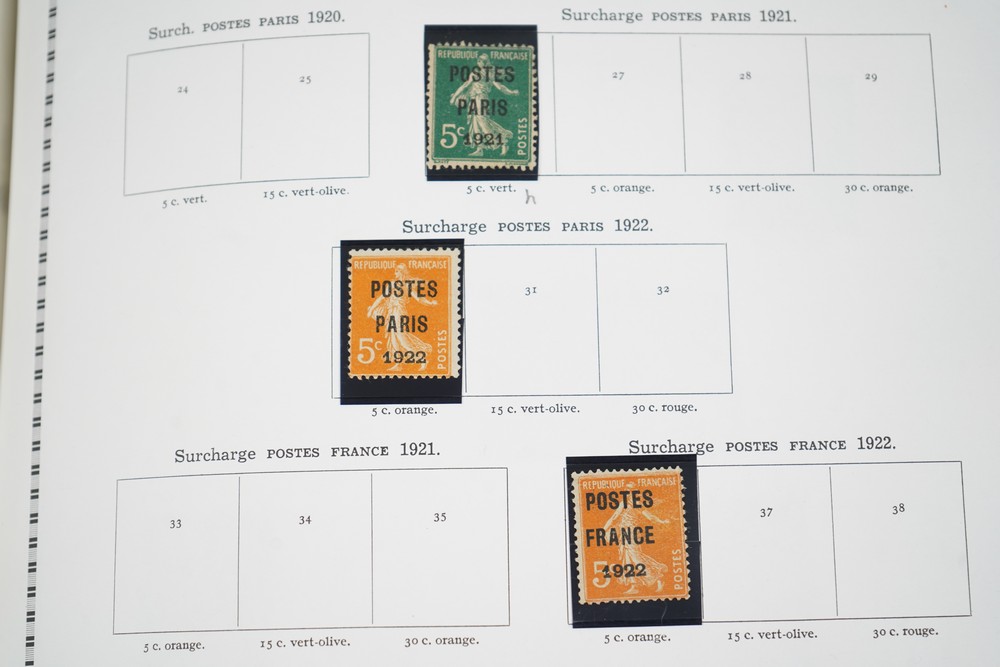 Surch. POSTES PARIS 1920.
24
25
5 c. vert.
15 c. vert-olive.
Surcharge POSTES PARIS 1921.
REPUBLIQUE FRANÇAISE
POSTES
PARIS
1921
5c
POSTES
27
28
29
5 c. vert.
h
5 c. orange.
15 c. vert-olive.
30 c. orange.
Surcharge POSTES PARIS 1922.
REPUBLIQUE FRANÇAISE
POSTES
PARIS
1922
5c
POSTES
31
32
5 c. orange.
15 c. vert-olive.
30 c. rouge.
Surcharge POSTES FRANCE 1921.
33
34
35
5 c. orange.
15 c. vert-olive.
30 c. orange.
Surcharge POSTES FRANCE 1922.
REPUBLIQUE FRANÇAISE
POSTES
FRANCE
1922
5
POSTES
37
38
5 c. orange.
15 c. vert-olive.
30 c. rouge.